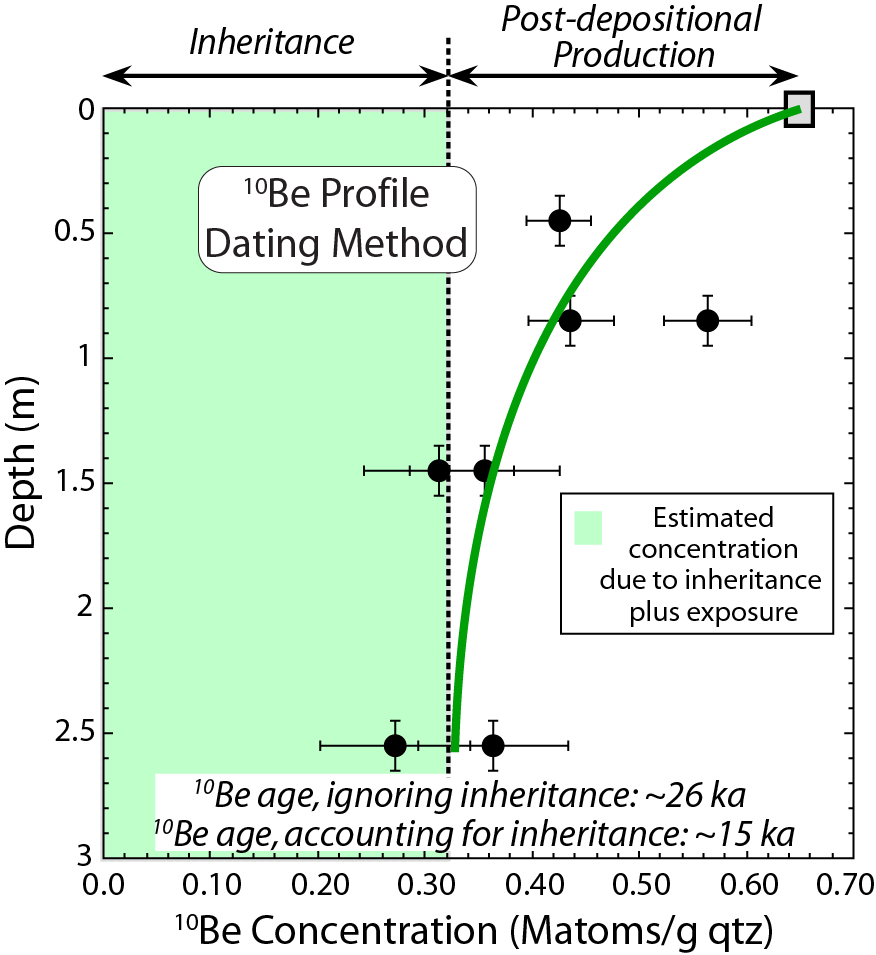 Inheritance
Post-depositional
Production
¹⁰Be Profile
Dating Method
0
0.5
1
1.5
2
2.5
3
Depth (m)
Estimated
concentration
due to inheritance
plus exposure
¹⁰Be age, ignoring inheritance: ~26 ka
¹⁰Be age, accounting for inheritance: ~15 ka
0.0 0.10 0.20 0.30 0.40 0.50 0.60 0.70
¹⁰Be Concentration (Matoms/g qtz)